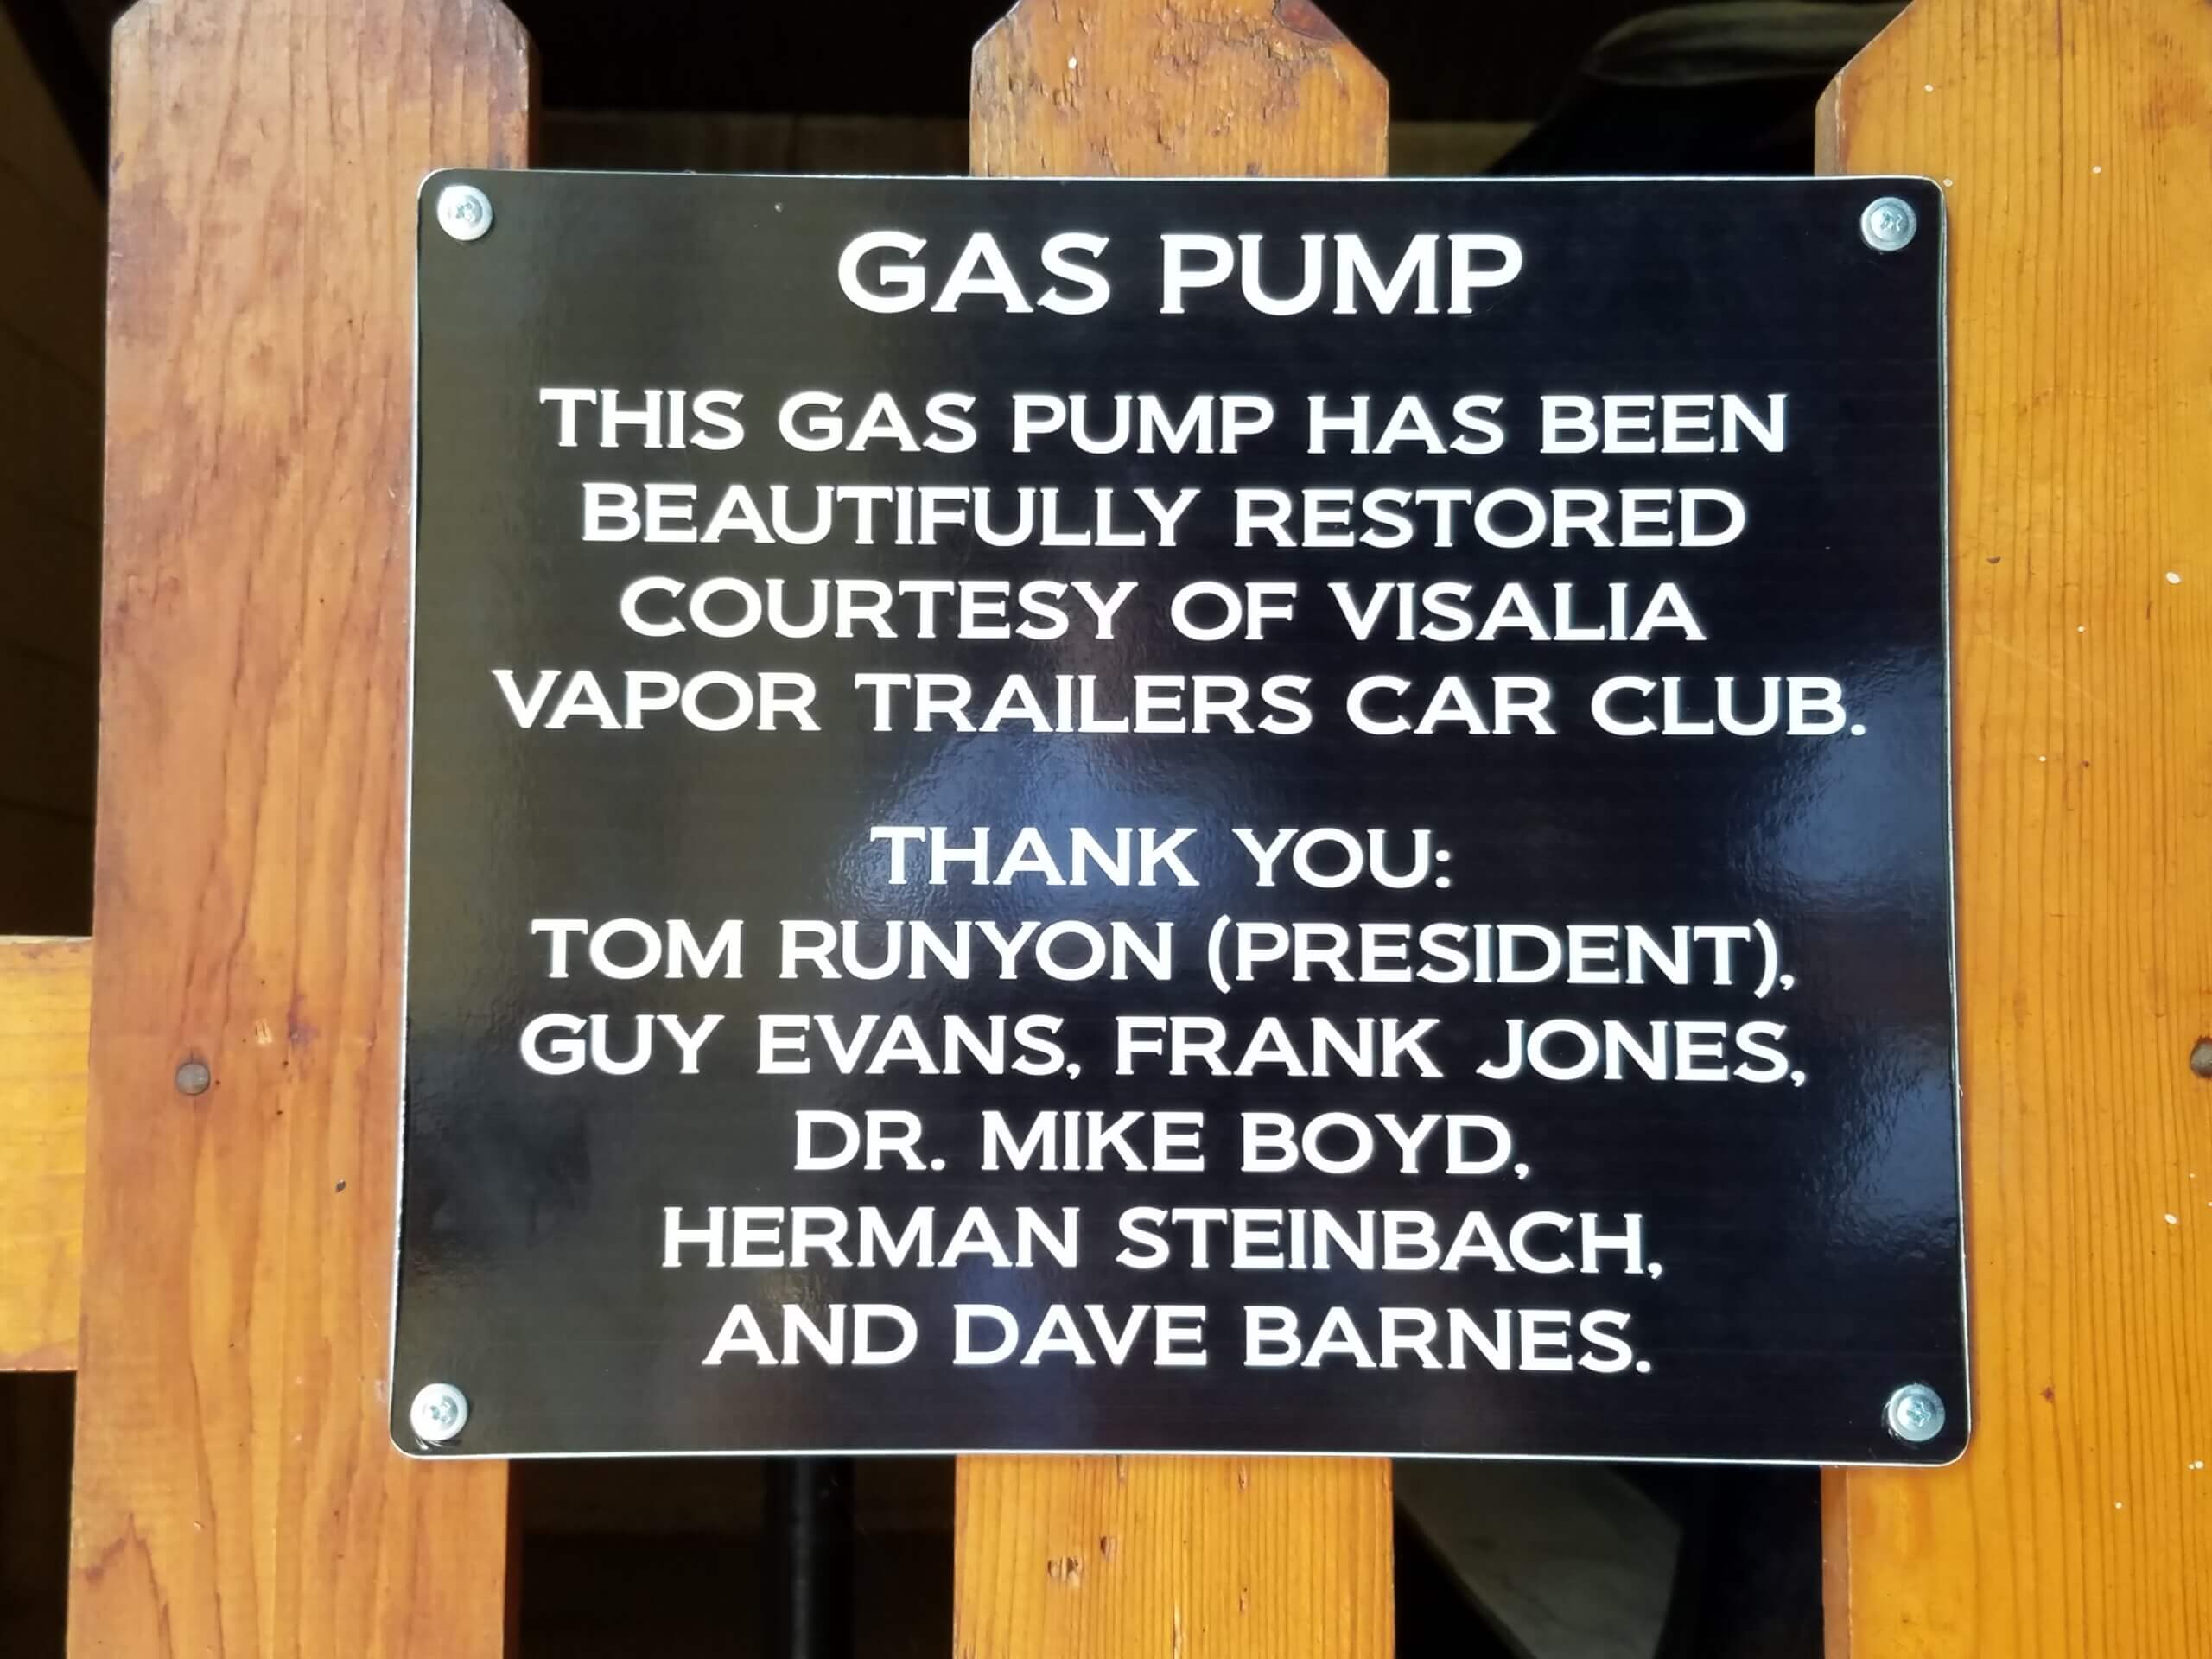 GAS PUMP
THIS GAS PUMP HAS BEEN
BEAUTIFULLY RESTORED
COURTESY OF VISALIA
VAPOR TRAILERS CAR CLUB.
THANK YOU:
TOM RUNYON (PRESIDENT),
GUY EVANS, FRANK JONES,
DR. MIKE BOYD,
HERMAN STEINBACH,
AND DAVE BARNES.